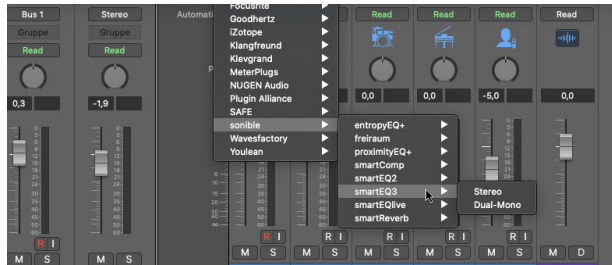 Bus 1
Stereo
Automati
Gruppe
Gruppe
Read
Read
Focusrite
Goodhertz
iZotope
Klangfreund
Klevgrand
MeterPlugs
NUGEN Audio
Plugin Alliance
SAFE
sonible
Wavesfactory
Youlean
Read
Read
Read
Read
P
0,3
-1,9
0,0
0,0
-5,0
0,0
entropyEQ+
freiraum
proximityEQ+
smartComp
smartEQ2
smartEQ3
smartEQlive
smartReverb
Stereo
Dual-Mono
R I
R I
R I
R I
R I
M S
M S
M S
M S
M S
M S
M D